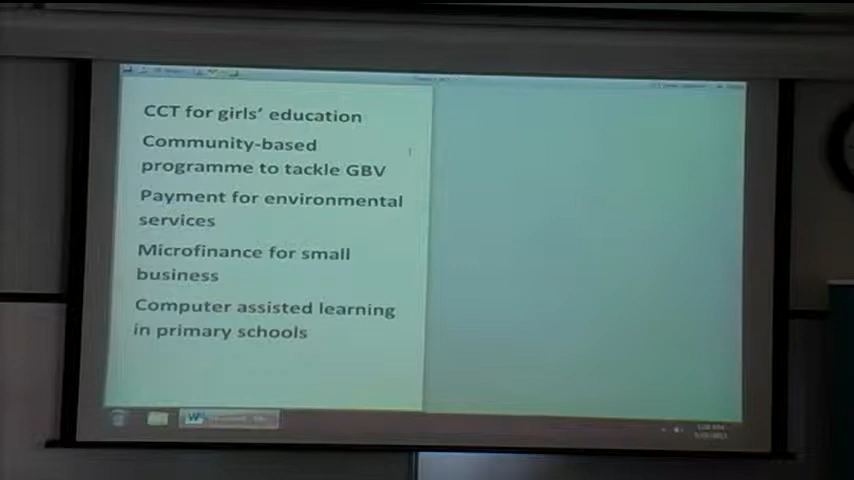 CCT for girls' education
Community-based
programme to tackle GBV
Payment for environmental
services
Microfinance for small
business
Computer assisted learning
in primary schools